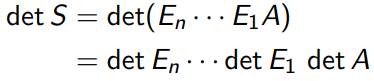 det S = det(Eₙ ⋯ E₁A)
= det Eₙ ⋯ det E₁ det A